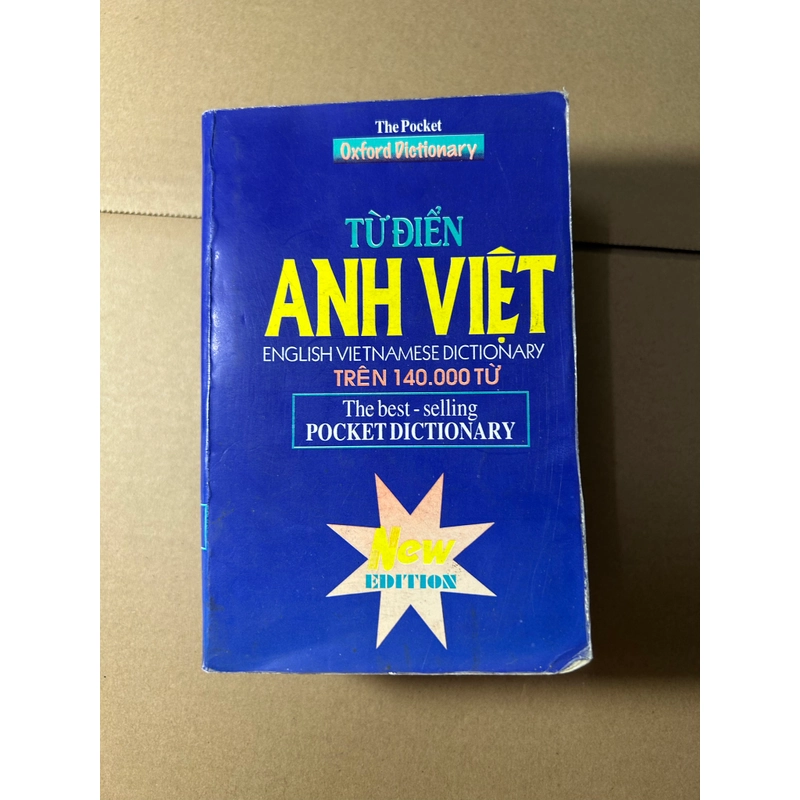 The Pocket
Oxford Dictionary
TỪ ĐIỂN
ANH VIỆT
ENGLISH VIETNAMESE DICTIONARY
TRÊN 140.000 TỪ
The best - selling
POCKET DICTIONARY
New
EDITION